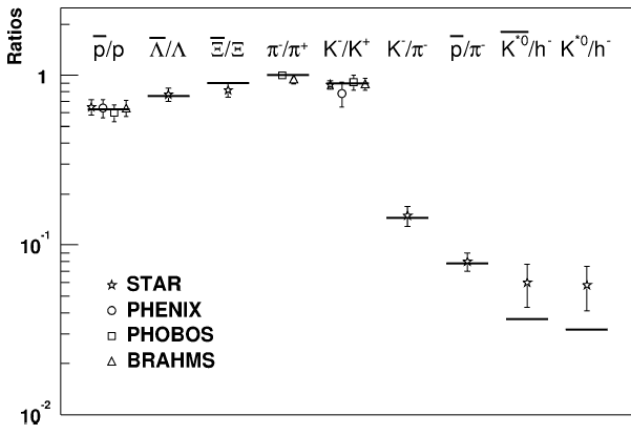 Ratios
p̅/p Λ̅/Λ Ξ̅/Ξ π⁻/π⁺ K⁻/K⁺ K⁻/π⁻ p̅/π⁻ K̅*⁰/h⁻ K*⁰/h⁻
1
10⁻¹
STAR
PHENIX
PHOBOS
BRAHMS
10⁻²